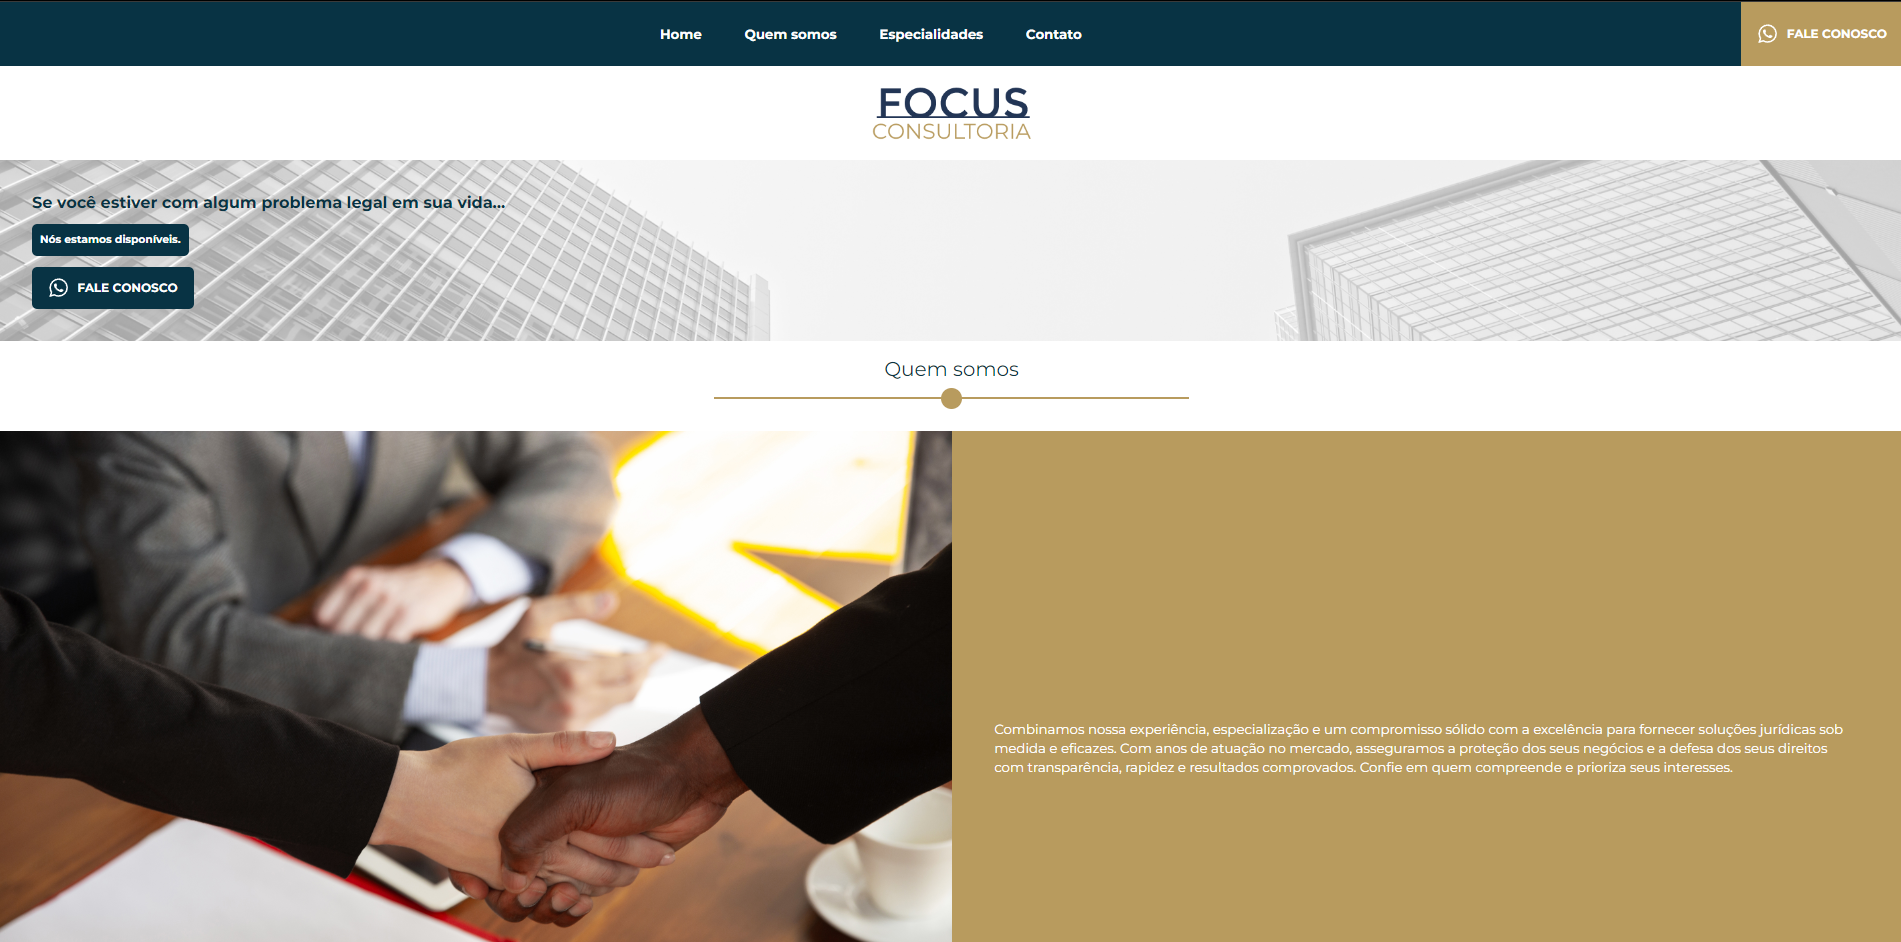 Home Quem somos Especialidades Contato FALE CONOSCO
FOCUS
CONSULTORIA
Se você estiver com algum problema legal em sua vida...
Nós estamos disponíveis.
FALE CONOSCO
Quem somos
Combinamos nossa experiência, especialização e um compromisso sólido com a excelência para fornecer soluções jurídicas sob
medida e eficazes. Com anos de atuação no mercado, asseguramos a proteção dos seus negócios e a defesa dos seus direitos
com transparência, rapidez e resultados comprovados. Confie em quem compreende e prioriza seus interesses.